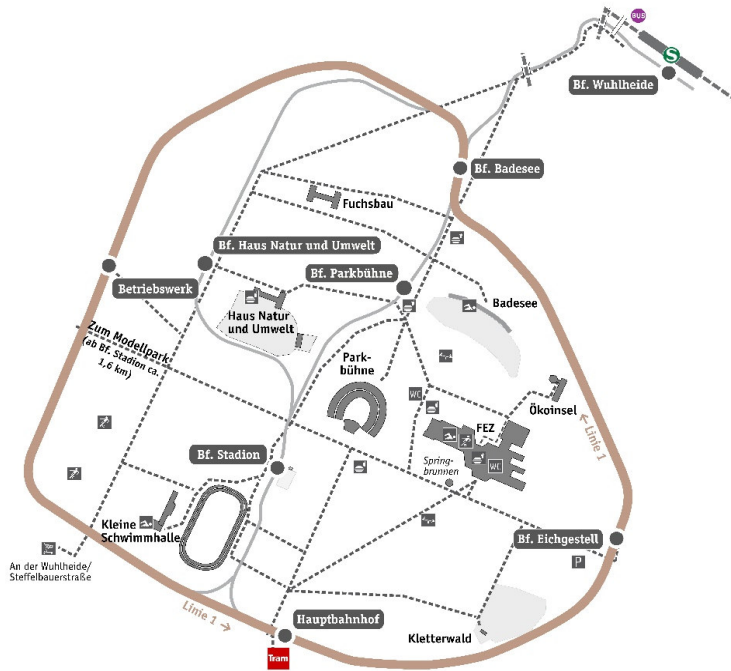 BUS
S
Bf. Wuhlheide
Bf. Badesee
Fuchsbau
Bf. Haus Natur und Umwelt
Bf. Parkbühne
Betriebswerk
Haus Natur
und Umwelt
Badesee
Zum Modellpark
(ab Bf. Stadion ca.
1,6 km)
Park-
bühne
WC
Ökoinsel
FEZ
← Linie 1
Bf. Stadion
Spring-
brunnen
WC
Kleine
Schwimmhalle
Bf. Eichgestell
An der Wuhlheide/
Steffelbauerstraße
P
Linie 1 →
Hauptbahnhof
Kletterwald
Tram